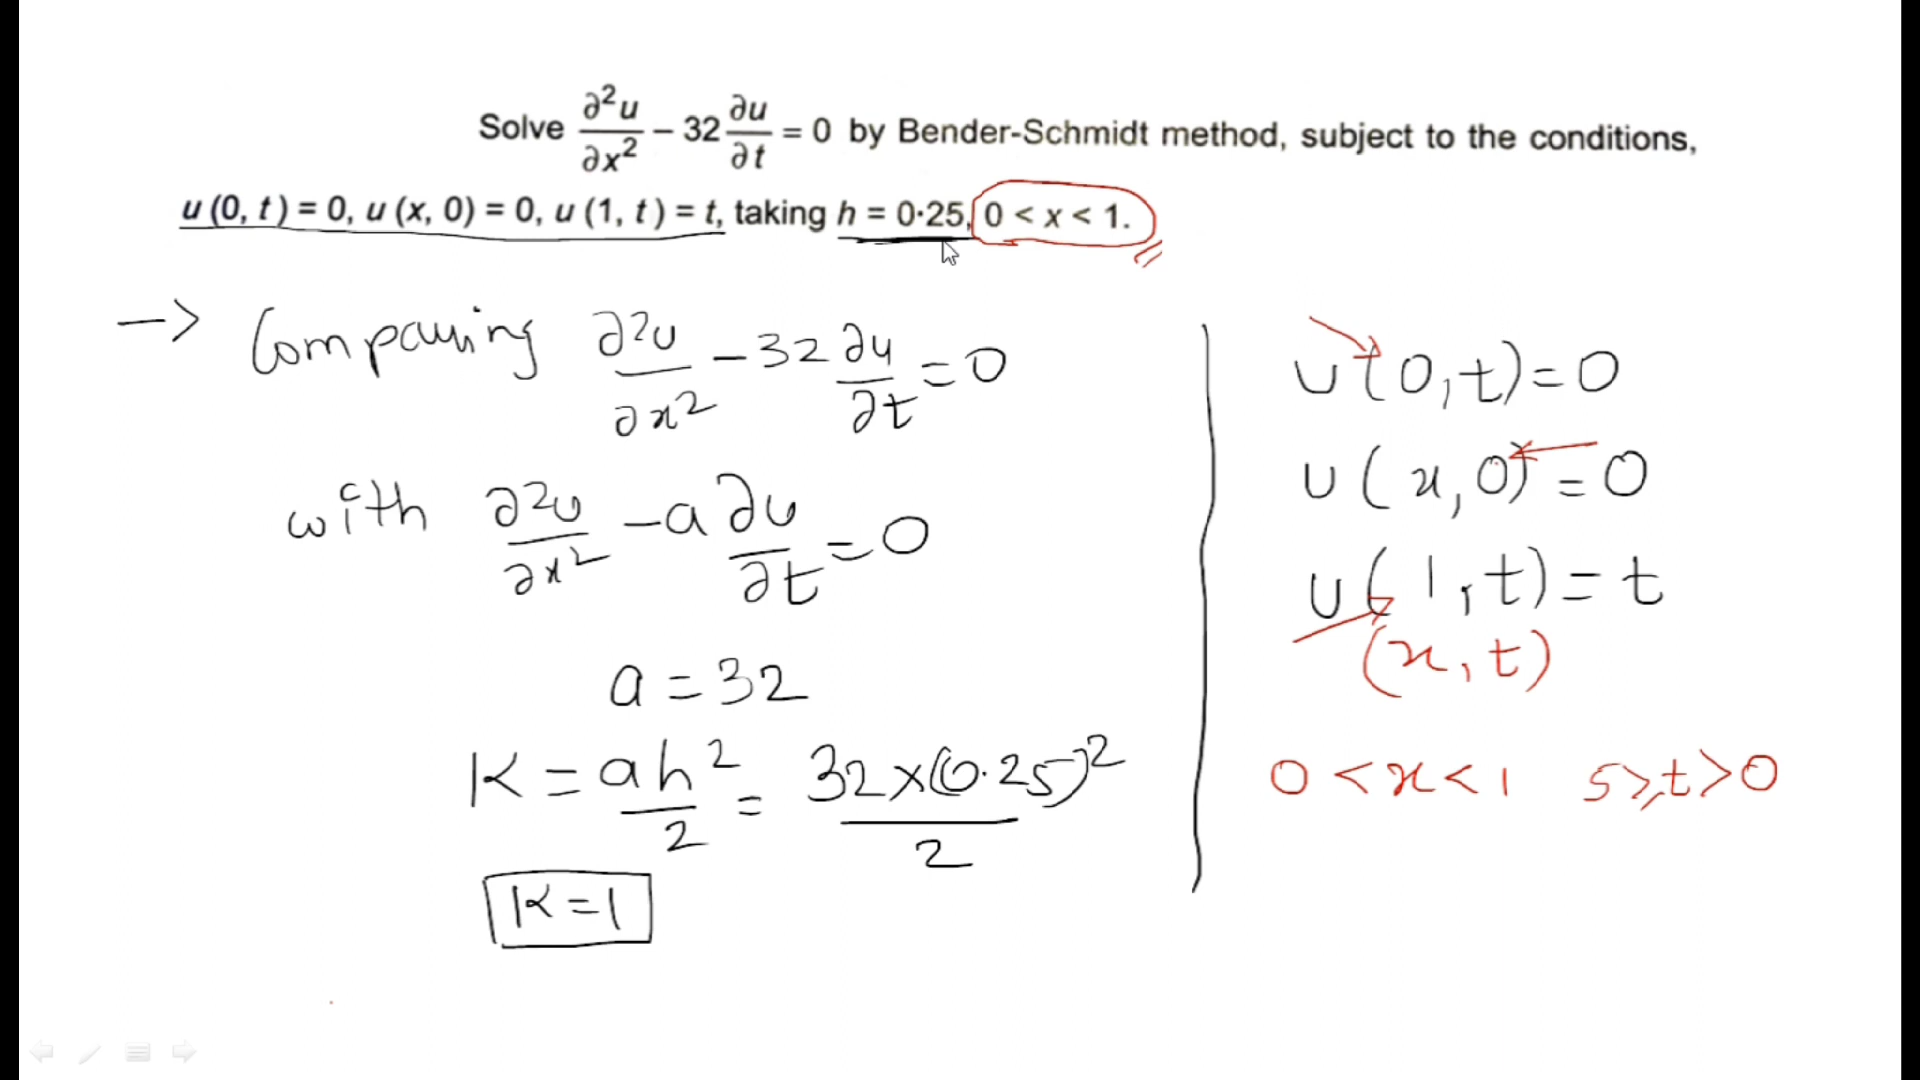 Solve ∂²u/∂x² − 32 ∂u/∂t = 0 by Bender-Schmidt method, subject to the conditions,
u (0, t) = 0, u (x, 0) = 0, u (1, t) = t, taking h = 0·25, 0 < x < 1.
→ Comparing ∂²u/∂x² − 32 ∂u/∂t = 0
with ∂²u/∂x² − a ∂u/∂t = 0
a = 32
K = ah²/2 = 32×(0.25)²/2
K = 1
u(0,t) = 0
u(x,0) = 0
u(1,t) = t
(x,t)
0 < x < 1 5 ≥ t > 0